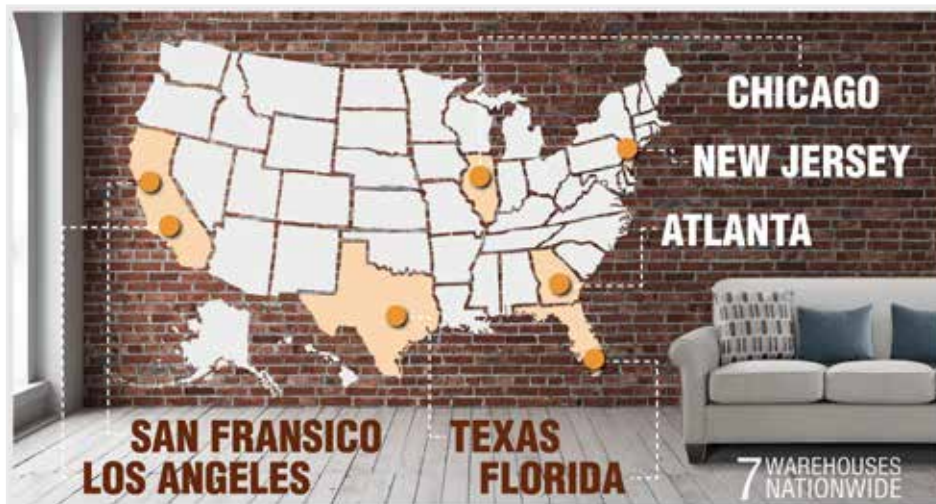 CHICAGO
NEW JERSEY
ATLANTA
SAN FRANSICO
LOS ANGELES
TEXAS
FLORIDA
7 WAREHOUSES
NATIONWIDE